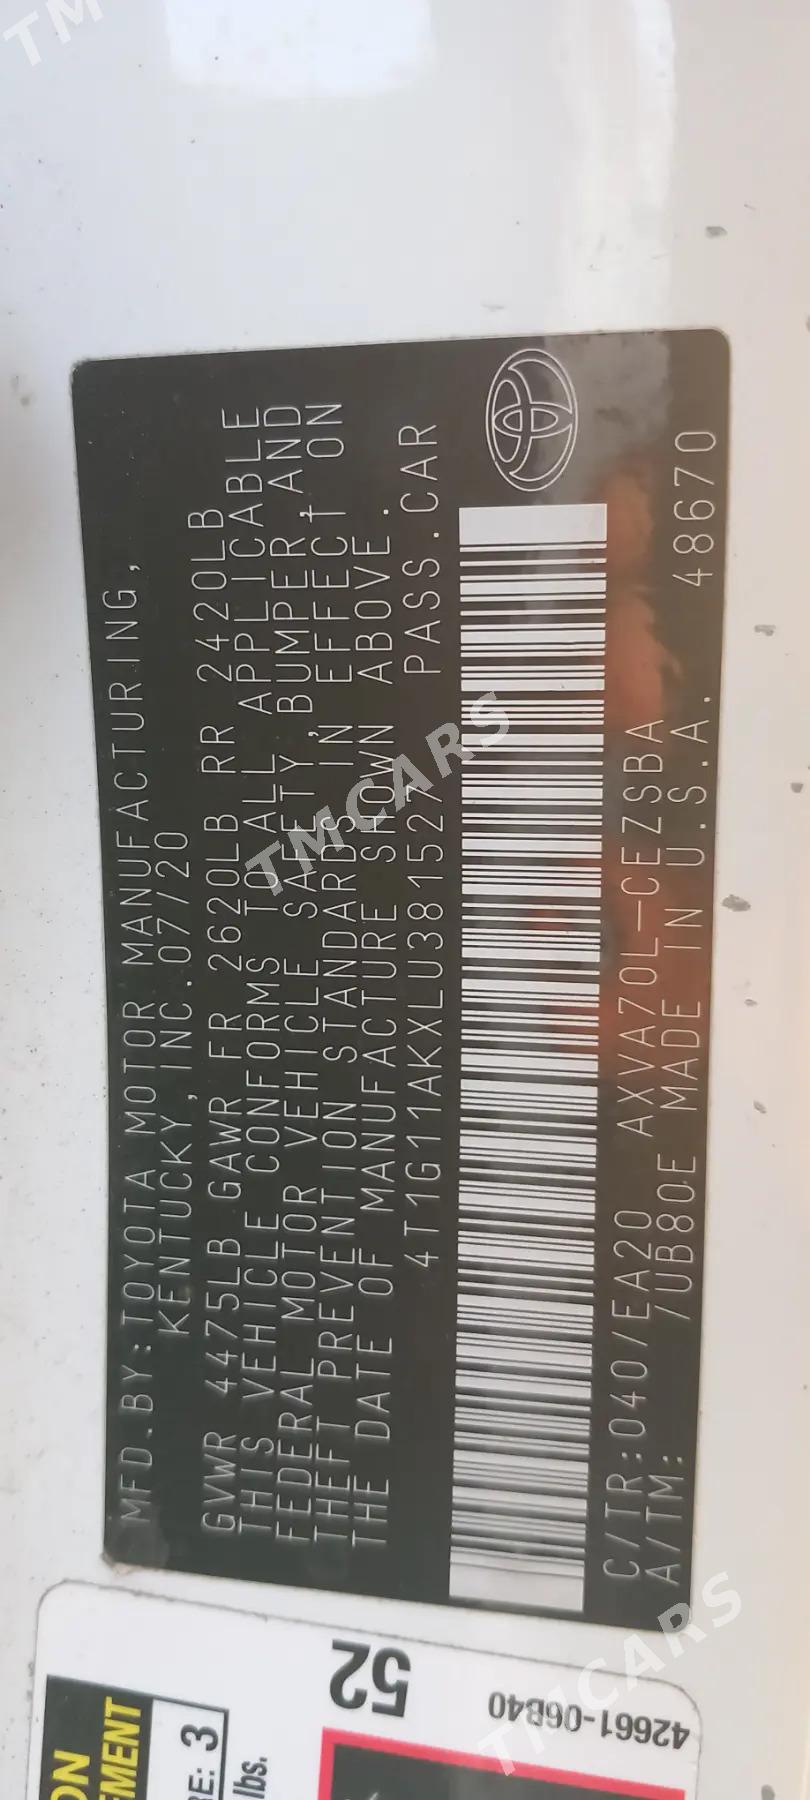 MFD.BY:TOYOTA MOTOR MANUFACTURING,
KENTUCKY,INC.07/20
GVWR 4475LB GAWR FR 2620LB RR 2420LB
THIS VEHICLE CONFORMS TO ALL APPLICABLE
FEDERAL MOTOR VEHICLE SAFETY,BUMPER,AND
THEFT PREVENTION STANDARDS IN EFFECT ON
THE DATE OF MANUFACTURE SHOWN ABOVE.
4T1G11AKXLU381527 PASS.CAR
C/TR:040/EA20 AXVA70L-CEZSBA 48670
A/TM: /UB80E MADE IN U.S.A.
52
42661-06B40
3
lbs.
TMCARS
TMCARS